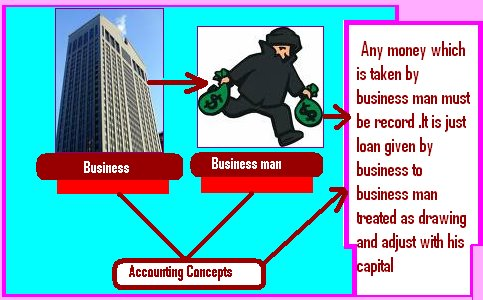 Business
Business man
Accounting Concepts
Any money which
is taken by
business man must
be record .It is just
loan given by
business to
business man
treated as drawing
and adjust with his
capital